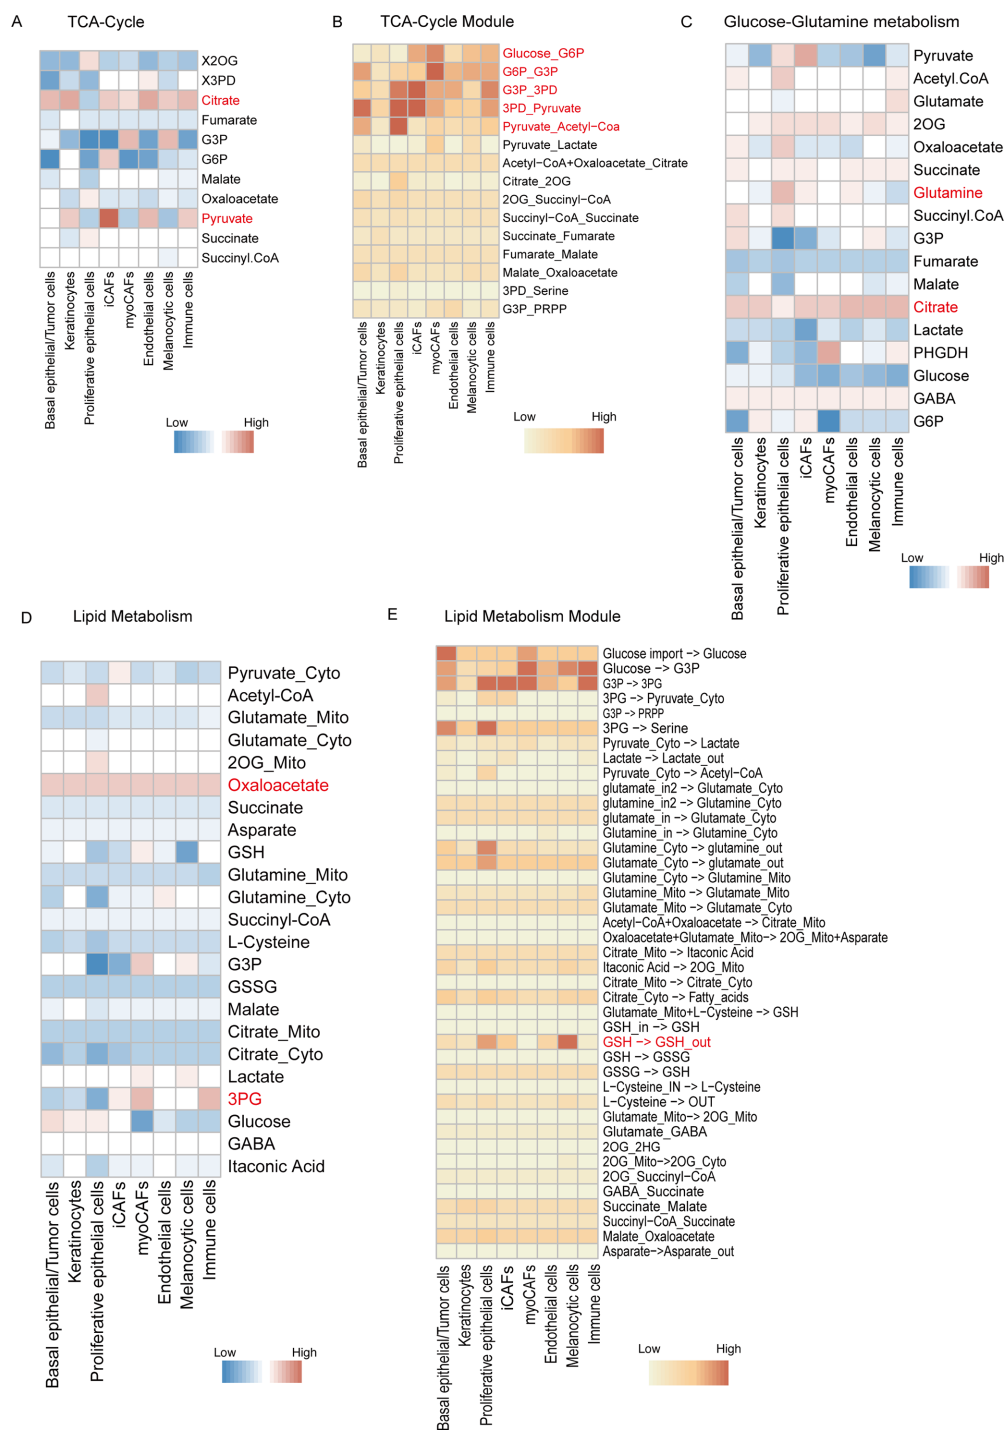 A
TCA-Cycle
X2OG
X3PD
Citrate
Fumarate
G3P
G6P
Malate
Oxaloacetate
Pyruvate
Succinate
Succinyl.CoA
Basal epithelial/Tumor cells
Keratinocytes
Proliferative epithelial cells
iCAFs
myoCAFs
Endothelial cells
Melanocytic cells
Immune cells
Low
High
B
TCA-Cycle Module
Glucose_G6P
G6P_G3P
G3P_3PD
3PD_Pyruvate
Pyruvate_Acetyl−Coa
Pyruvate_Lactate
Acetyl−CoA+Oxaloacetate_Citrate
Citrate_2OG
2OG_Succinyl−CoA
Succinyl−CoA_Succinate
Succinate_Fumarate
Fumarate_Malate
Malate_Oxaloacetate
3PD_Serine
G3P_PRPP
Basal epithelial/Tumor cells
Keratinocytes
Proliferative epithelial cells
iCAFs
myoCAFs
Endothelial cells
Melanocytic cells
Immune cells
Low
High
C
Glucose-Glutamine metabolism
Pyruvate
Acetyl.CoA
Glutamate
2OG
Oxaloacetate
Succinate
Glutamine
Succinyl.CoA
G3P
Fumarate
Malate
Citrate
Lactate
PHGDH
Glucose
GABA
G6P
Basal epithelial/Tumor cells
Keratinocytes
Proliferative epithelial cells
iCAFs
myoCAFs
Endothelial cells
Melanocytic cells
Immune cells
Low
High
D
Lipid Metabolism
Pyruvate_Cyto
Acetyl-CoA
Glutamate_Mito
Glutamate_Cyto
2OG_Mito
Oxaloacetate
Succinate
Asparate
GSH
Glutamine_Mito
Glutamine_Cyto
Succinyl-CoA
L-Cysteine
G3P
GSSG
Malate
Citrate_Mito
Citrate_Cyto
Lactate
3PG
Glucose
GABA
Itaconic Acid
Basal epithelial/Tumor cells
Keratinocytes
Proliferative epithelial cells
iCAFs
myoCAFs
Endothelial cells
Melanocytic cells
Immune cells
Low
High
E
Lipid Metabolism Module
Glucose import −> Glucose
Glucose −> G3P
G3P −> 3PG
3PG −> Pyruvate_Cyto
G3P −> PRPP
3PG −> Serine
Pyruvate_Cyto −> Lactate
Lactate −> Lactate_out
Pyruvate_Cyto −> Acetyl−CoA
glutamate_in2 −> Glutamate_Cyto
glutamine_in2 −> Glutamine_Cyto
glutamate_in −> Glutamate_Cyto
Glutamine_in −> Glutamine_Cyto
Glutamine_Cyto −> glutamine_out
Glutamate_Cyto −> glutamate_out
Glutamine_Cyto −> Glutamine_Mito
Glutamine_Mito −> Glutamate_Mito
Glutamate_Mito −> Glutamate_Cyto
Acetyl−CoA+Oxaloacetate −> Citrate_Mito
Oxaloacetate+Glutamate_Mito−> 2OG_Mito+Asparate
Citrate_Mito −> Itaconic Acid
Itaconic Acid −> 2OG_Mito
Citrate_Mito −> Citrate_Cyto
Citrate_Cyto −> Fatty_acids
Glutamate_Mito+L−Cysteine −> GSH
GSH_in −> GSH
GSH −> GSH_out
GSH −> GSSG
GSSG −> GSH
L−Cysteine_IN −> L−Cysteine
L−Cysteine −> OUT
Glutamate_Mito−> 2OG_Mito
Glutamate_GABA
2OG_2HG
2OG_Mito−>2OG_Cyto
2OG_Succinyl−CoA
GABA_Succinate
Succinate_Malate
Succinyl−CoA_Succinate
Malate_Oxaloacetate
Asparate−>Asparate_out
Basal epithelial/Tumor cells
Keratinocytes
Proliferative epithelial cells
iCAFs
myoCAFs
Endothelial cells
Melanocytic cells
Immune cells
Low
High